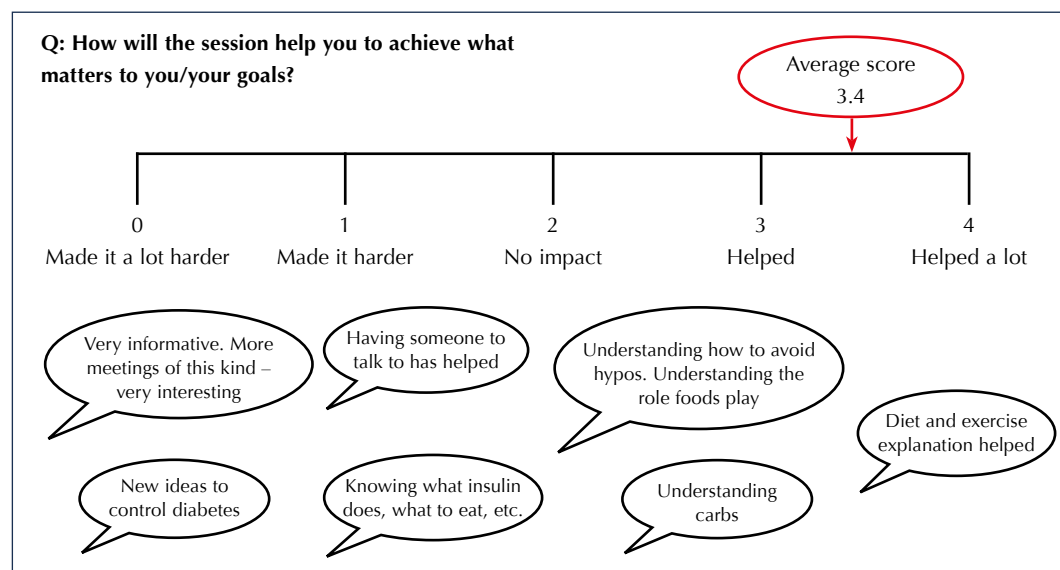 Q: How will the session help you to achieve what
matters to you/your goals?
Average score
3.4
0
Made it a lot harder
1
Made it harder
2
No impact
3
Helped
4
Helped a lot
Very informative. More
meetings of this kind –
very interesting
Having someone to
talk to has helped
Understanding how to avoid
hypos. Understanding the
role foods play
Diet and exercise
explanation helped
New ideas to
control diabetes
Knowing what insulin
does, what to eat, etc.
Understanding
carbs